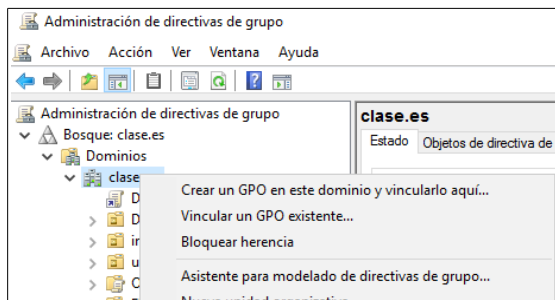 Administración de directivas de grupo
Archivo Acción Ver Ventana Ayuda
Administración de directivas de grupo
Bosque: clase.es
Dominios
clase
D
D
in
u
C
clase.es
Estado Objetos de directiva de
Crear un GPO en este dominio y vincularlo aquí...
Vincular un GPO existente...
Bloquear herencia
Asistente para modelado de directivas de grupo...